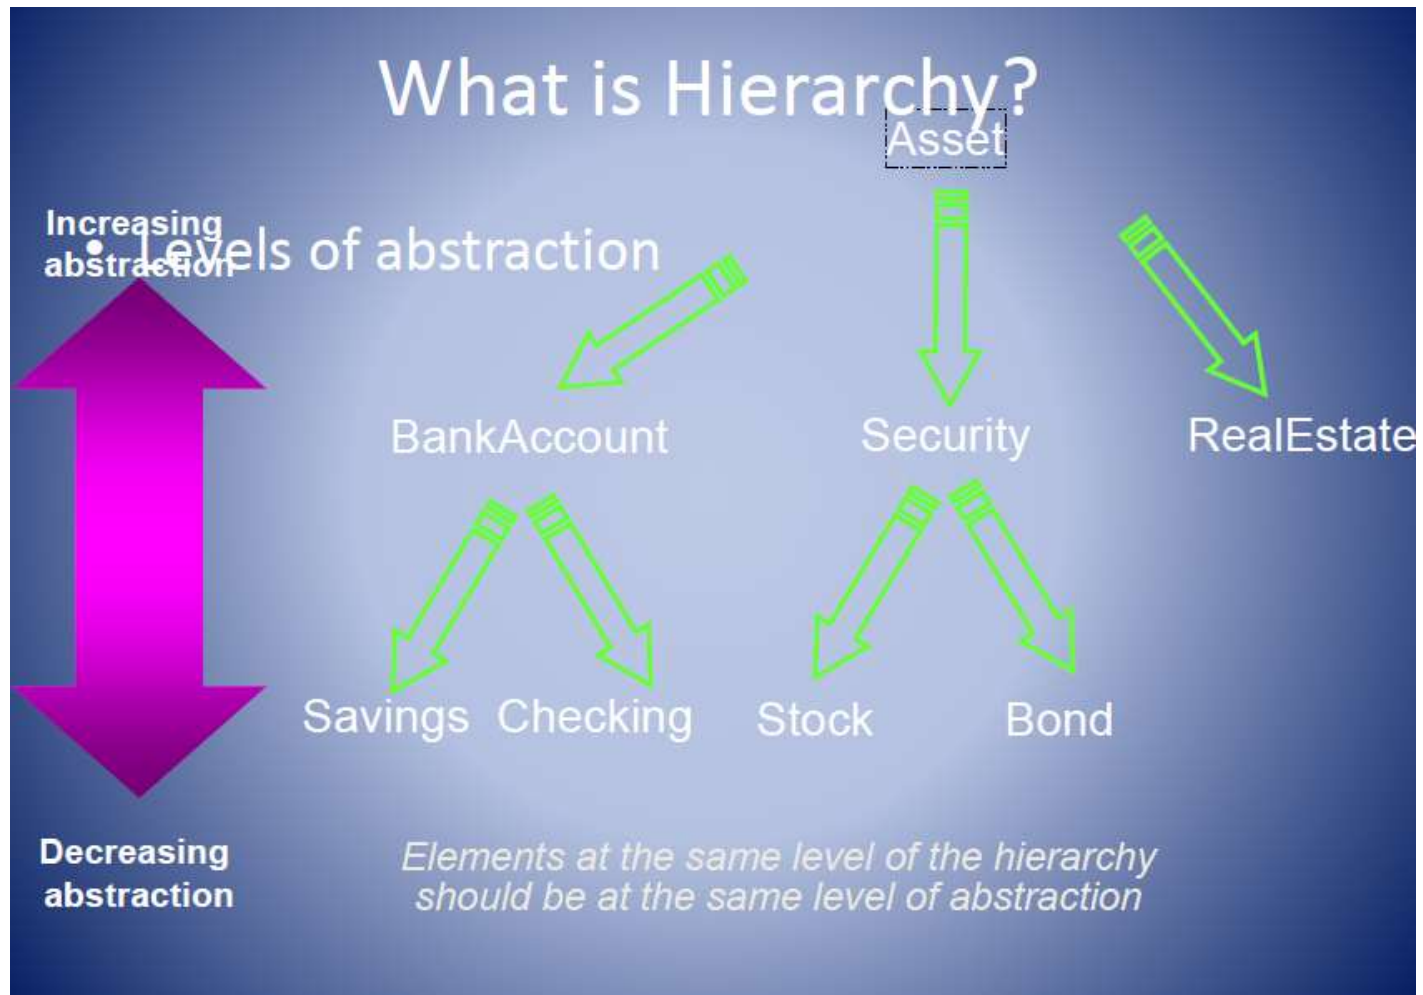 What is Hierarchy?
Asset
Increasing
abstraction
• Levels of abstraction
BankAccount
Security
RealEstate
Savings
Checking
Stock
Bond
Decreasing
abstraction
Elements at the same level of the hierarchy
should be at the same level of abstraction